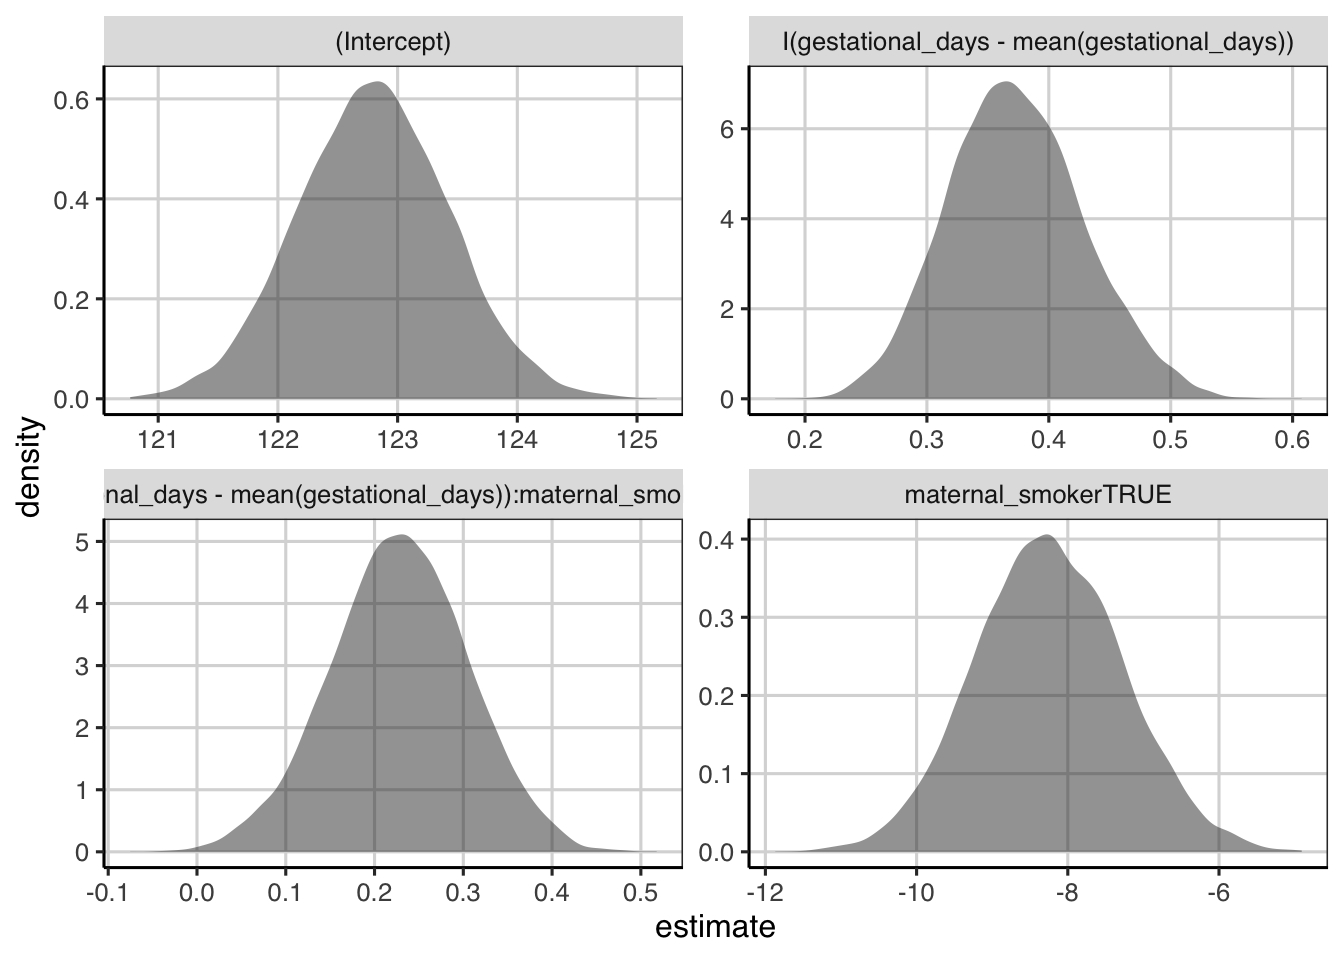 (Intercept)
I(gestational_days - mean(gestational_days))
0.6
0.4
0.2
0.0
121 122 123 124 125
6
4
2
0
0.2 0.3 0.4 0.5 0.6
density
nal_days - mean(gestational_days)):maternal_smo
maternal_smokerTRUE
5
4
3
2
1
0
-0.1 0.0 0.1 0.2 0.3 0.4 0.5
0.4
0.3
0.2
0.1
0.0
-12 -10 -8 -6
estimate